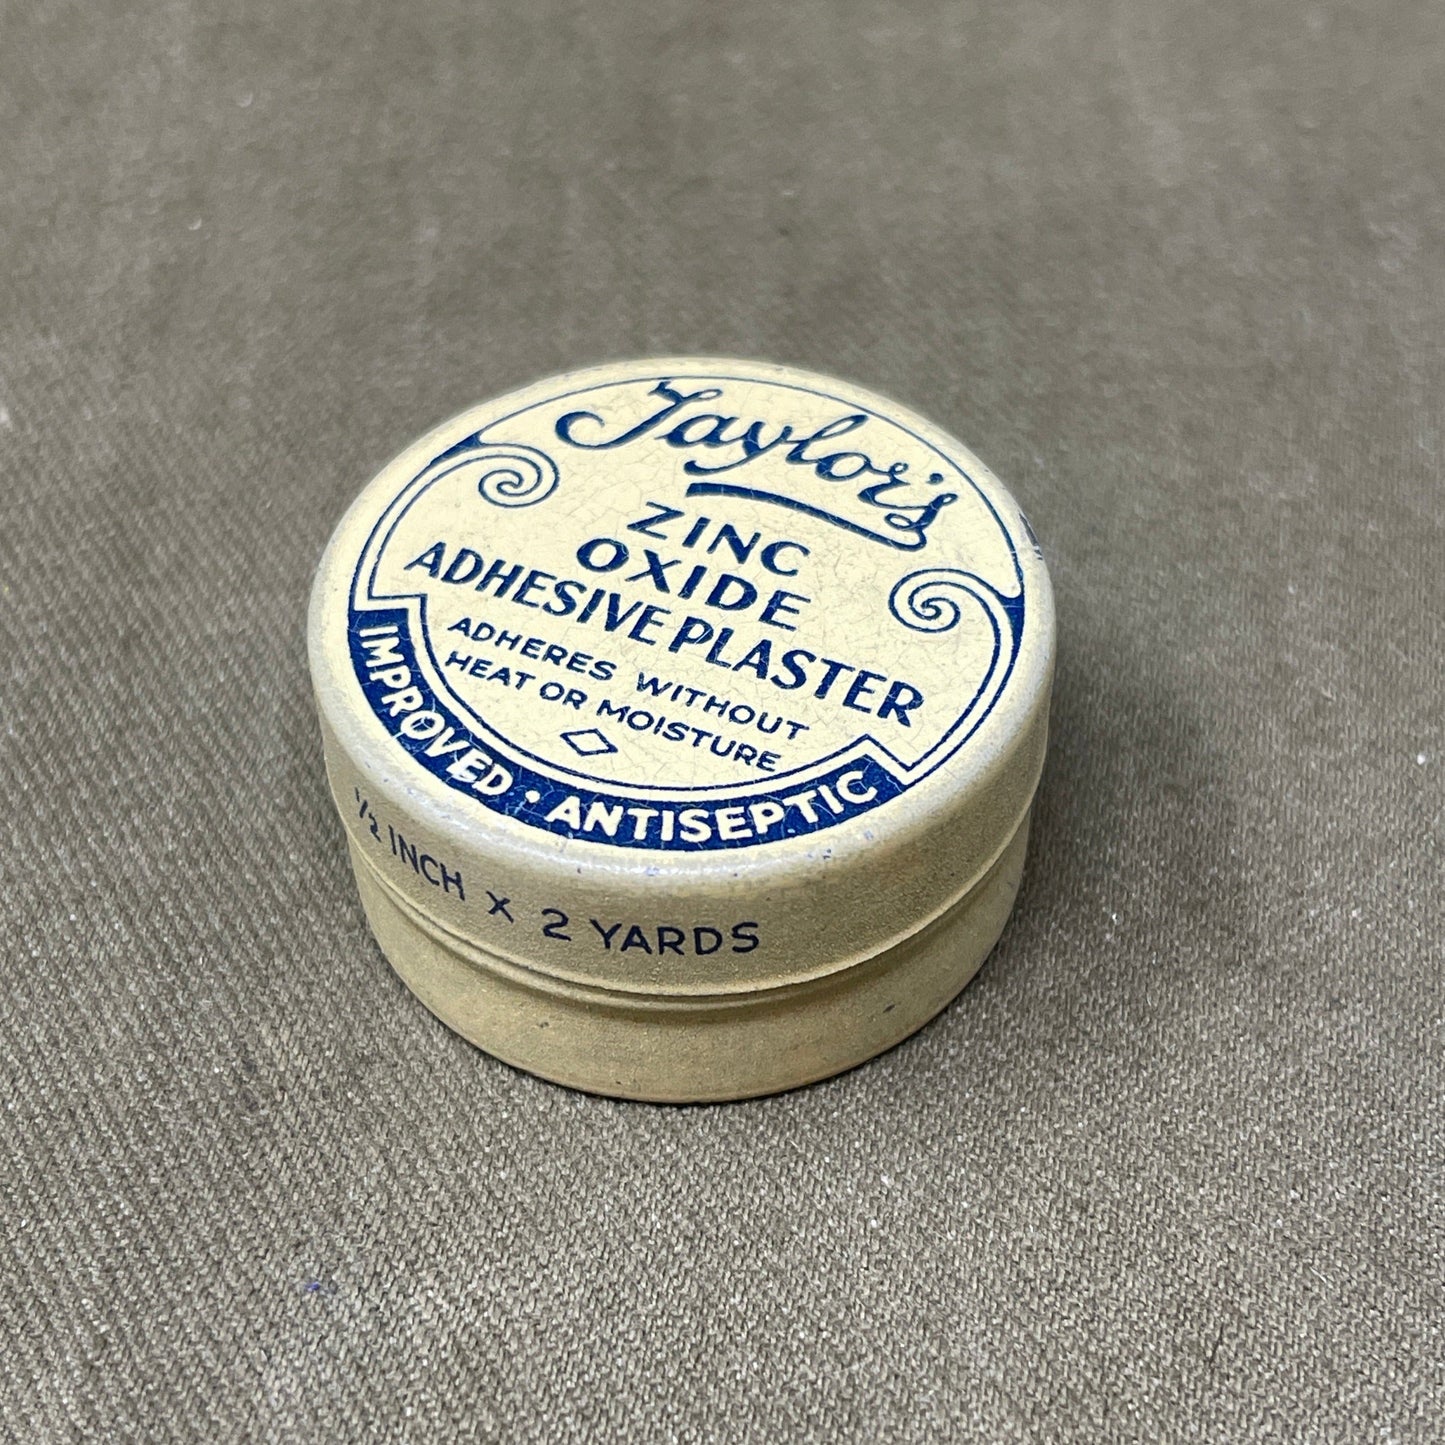 Taylor's
ZINC
OXIDE
ADHESIVE PLASTER
ADHERES WITHOUT
HEAT OR MOISTURE
IMPROVED · ANTISEPTIC
1/2 INCH X 2 YARDS